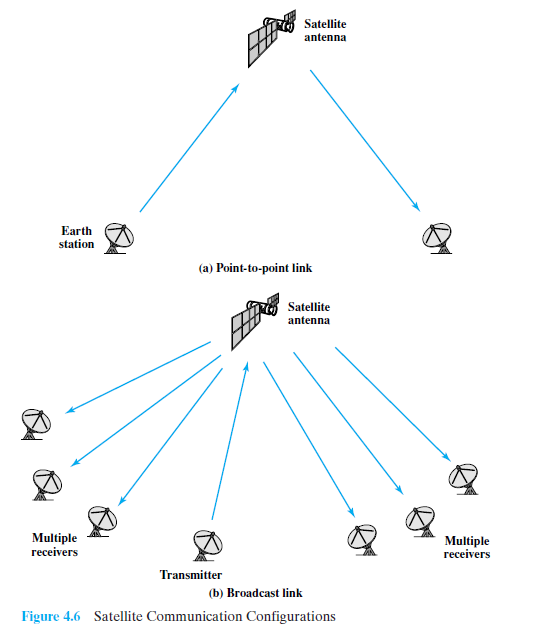 Satellite
antenna
Earth
station
(a) Point-to-point link
Satellite
antenna
Multiple
receivers
Multiple
receivers
Transmitter
(b) Broadcast link
Figure 4.6 Satellite Communication Configurations